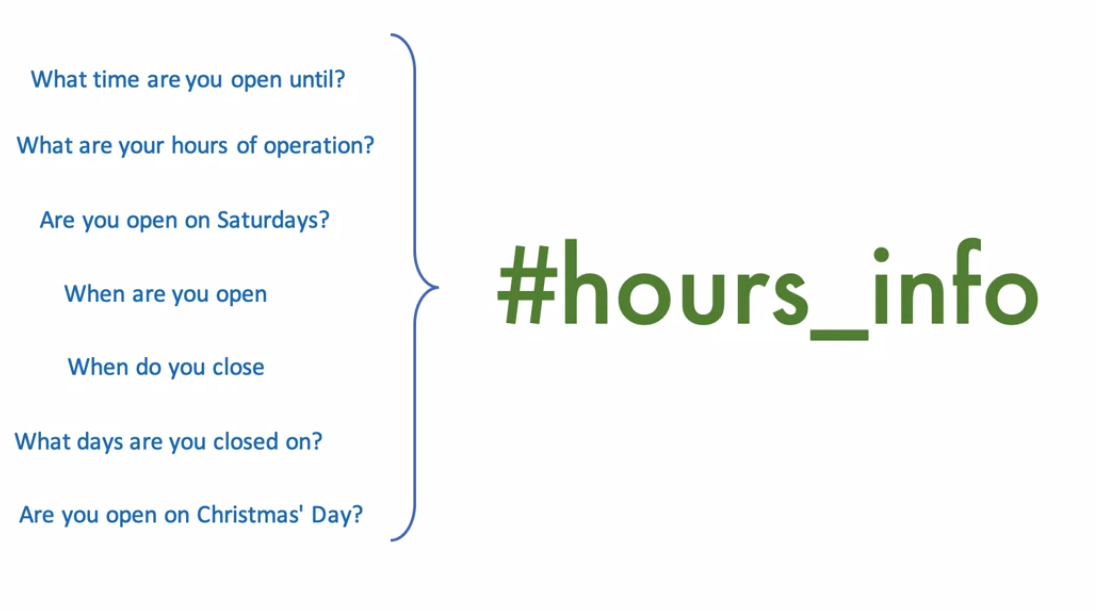 What time are you open until?
What are your hours of operation?
Are you open on Saturdays?
When are you open
When do you close
What days are you closed on?
Are you open on Christmas' Day?
#hours_info